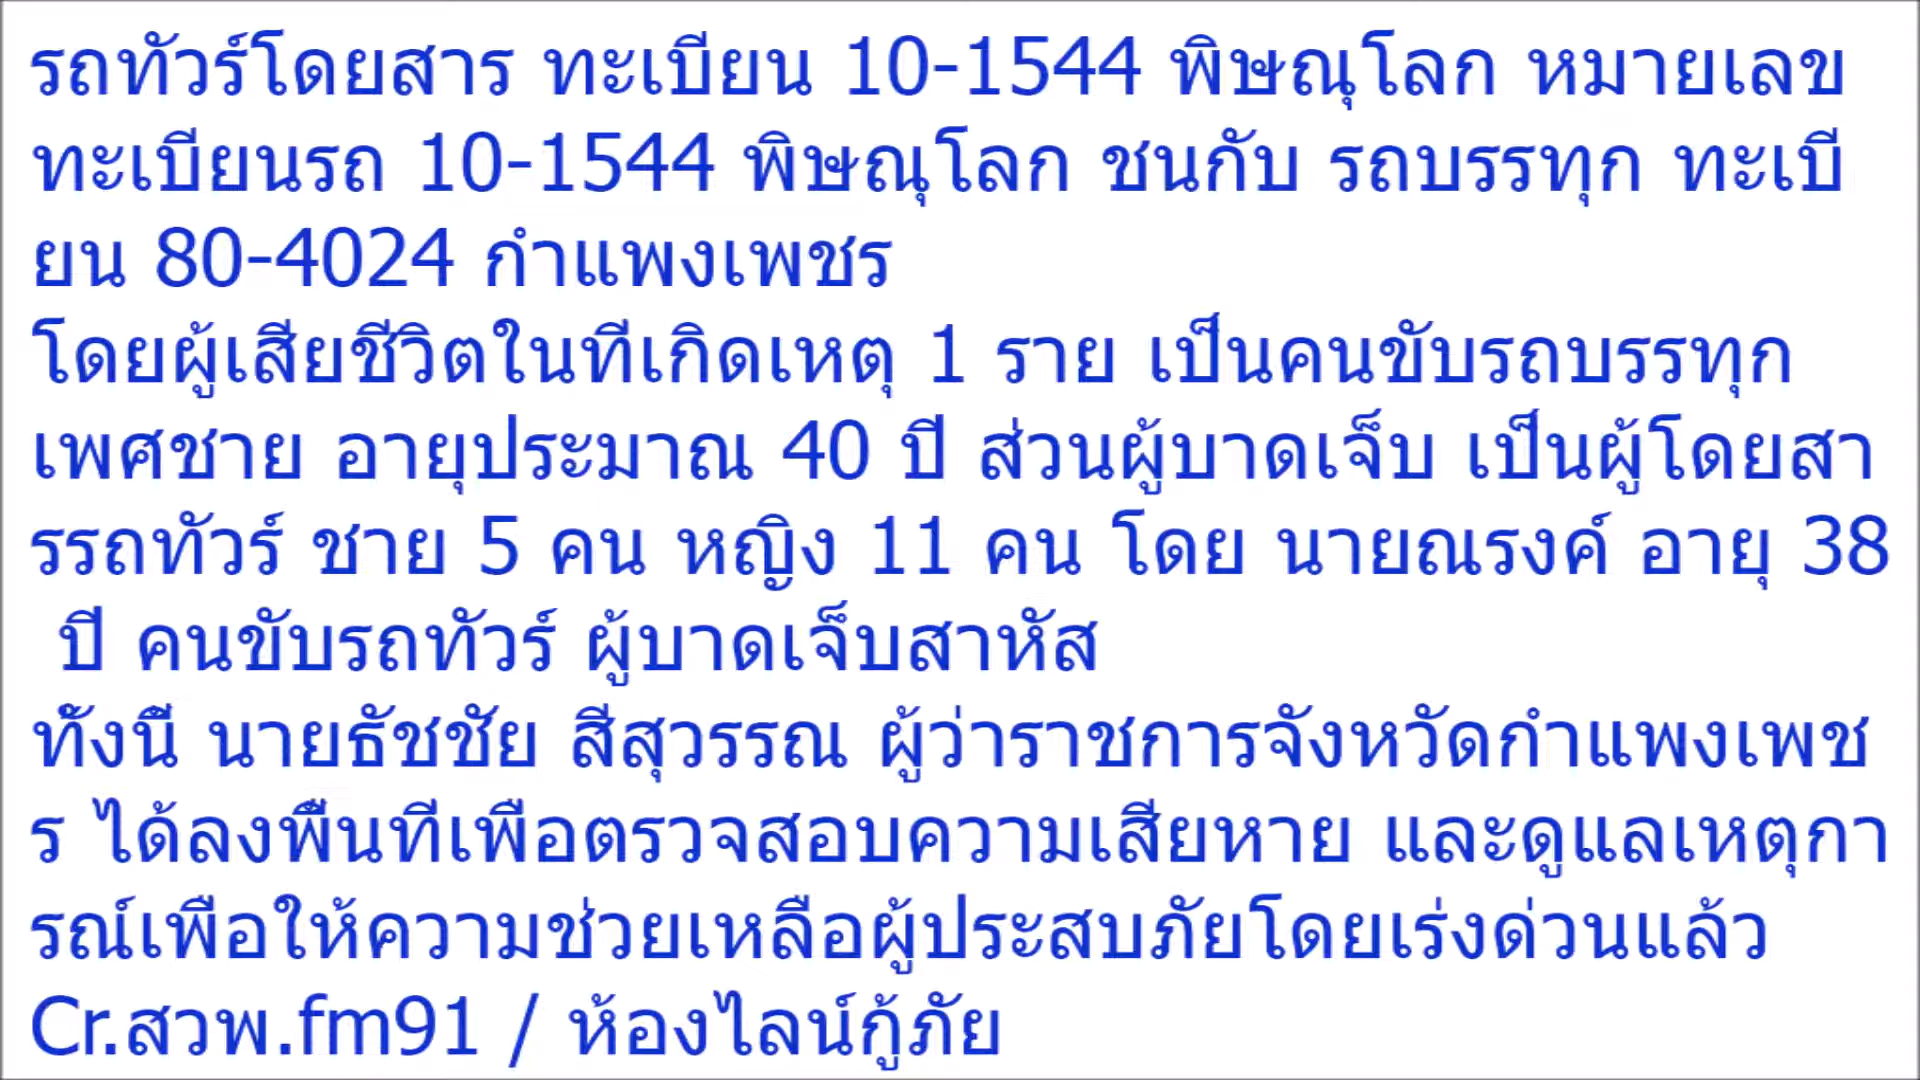 รถทัวร์โดยสาร ทะเบียน 10-1544 พิษณุโลก หมายเลข
ทะเบียนรถ 10-1544 พิษณุโลก ชนกับ รถบรรทุก ทะเบี
ยน 80-4024 กำแพงเพชร
โดยผู้เสียชีวิตในที่เกิดเหตุ 1 ราย เป็นคนขับรถบรรทุก
เพศชาย อายุประมาณ 40 ปี ส่วนผู้บาดเจ็บ เป็นผู้โดยสา
รรถทัวร์ ชาย 5 คน หญิง 11 คน โดย นายณรงค์ อายุ 38
ปี คนขับรถทัวร์ ผู้บาดเจ็บสาหัส
ทั้งนี้ นายธัชชัย สีสุวรรณ ผู้ว่าราชการจังหวัดกำแพงเพช
ร ได้ลงพื้นที่เพื่อตรวจสอบความเสียหาย และดูแลเหตุกา
รณ์เพื่อให้ความช่วยเหลือผู้ประสบภัยโดยเร่งด่วนแล้ว
Cr.สวพ.fm91 / ห้องไลน์กู้ภัย